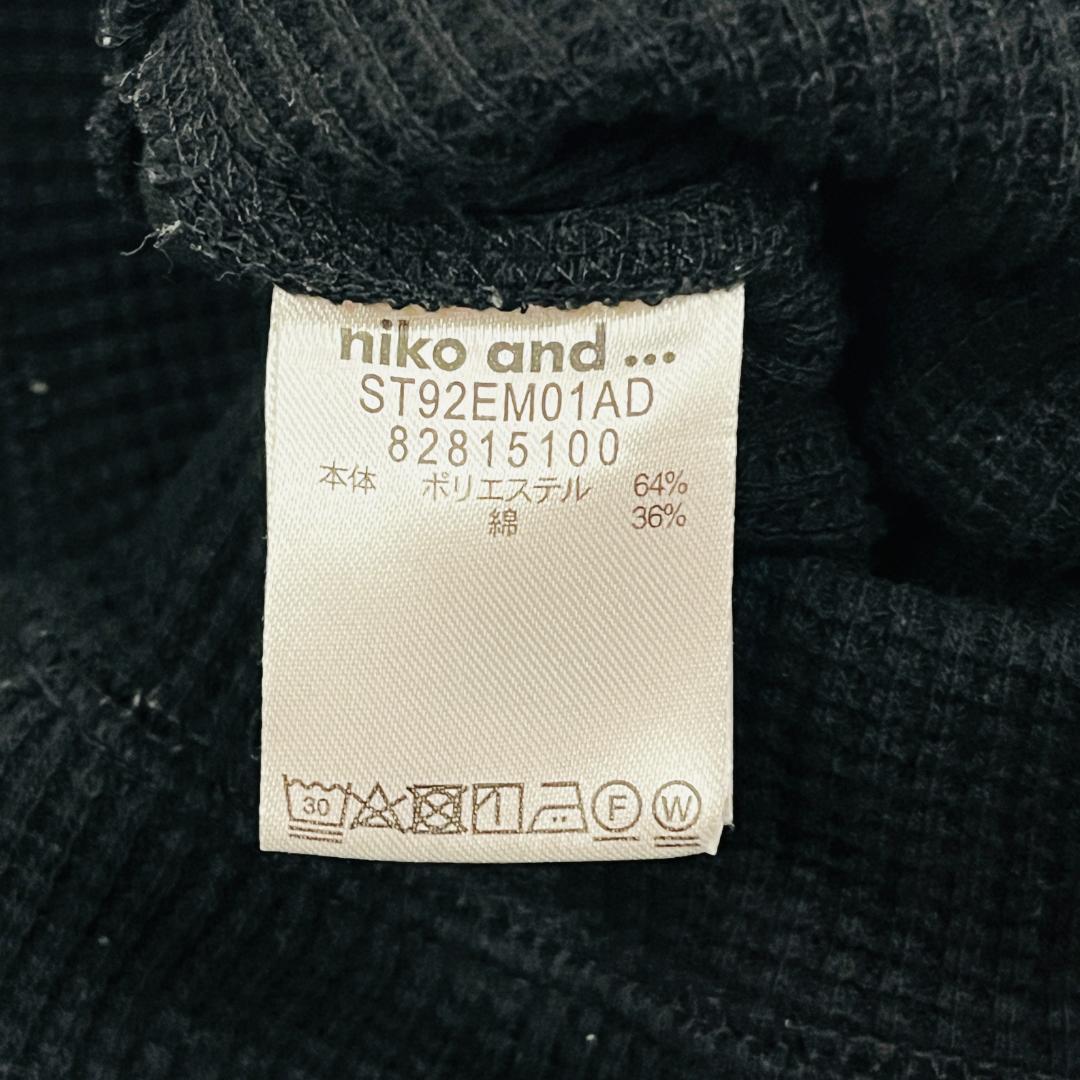 niko and ...
ST92EM01AD
82815100
本体 ポリエステル 64%
綿 36%
30 F W